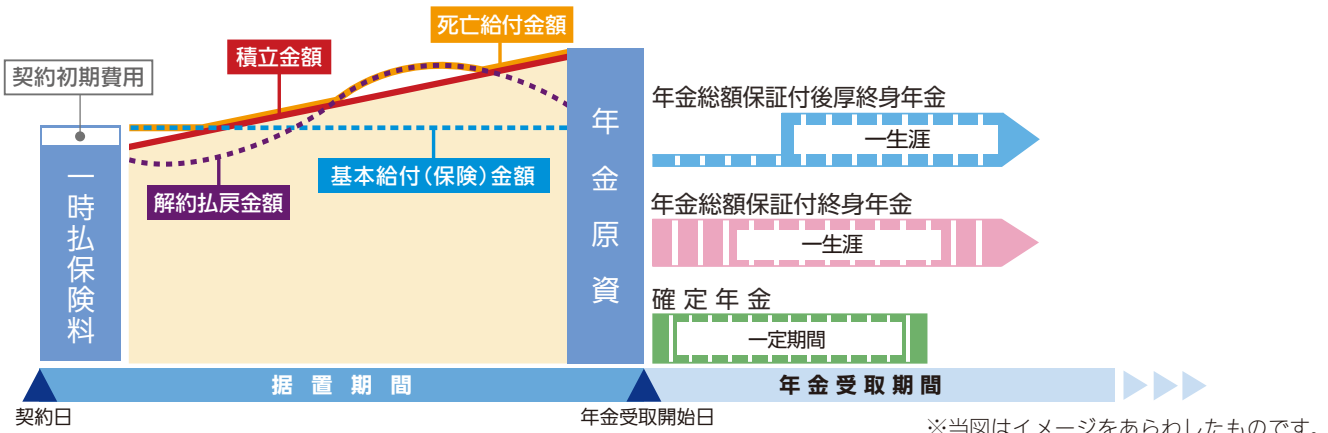 死亡給付金額
積立金額
契約初期費用
一時払保険料
解約払戻金額
基本給付(保険)金額
年金原資
年金総額保証付後厚終身年金
一生涯
年金総額保証付終身年金
一生涯
確定年金
一定期間
据置期間
年金受取期間
契約日
年金受取開始日
※当図はイメージをあらわしたものです。